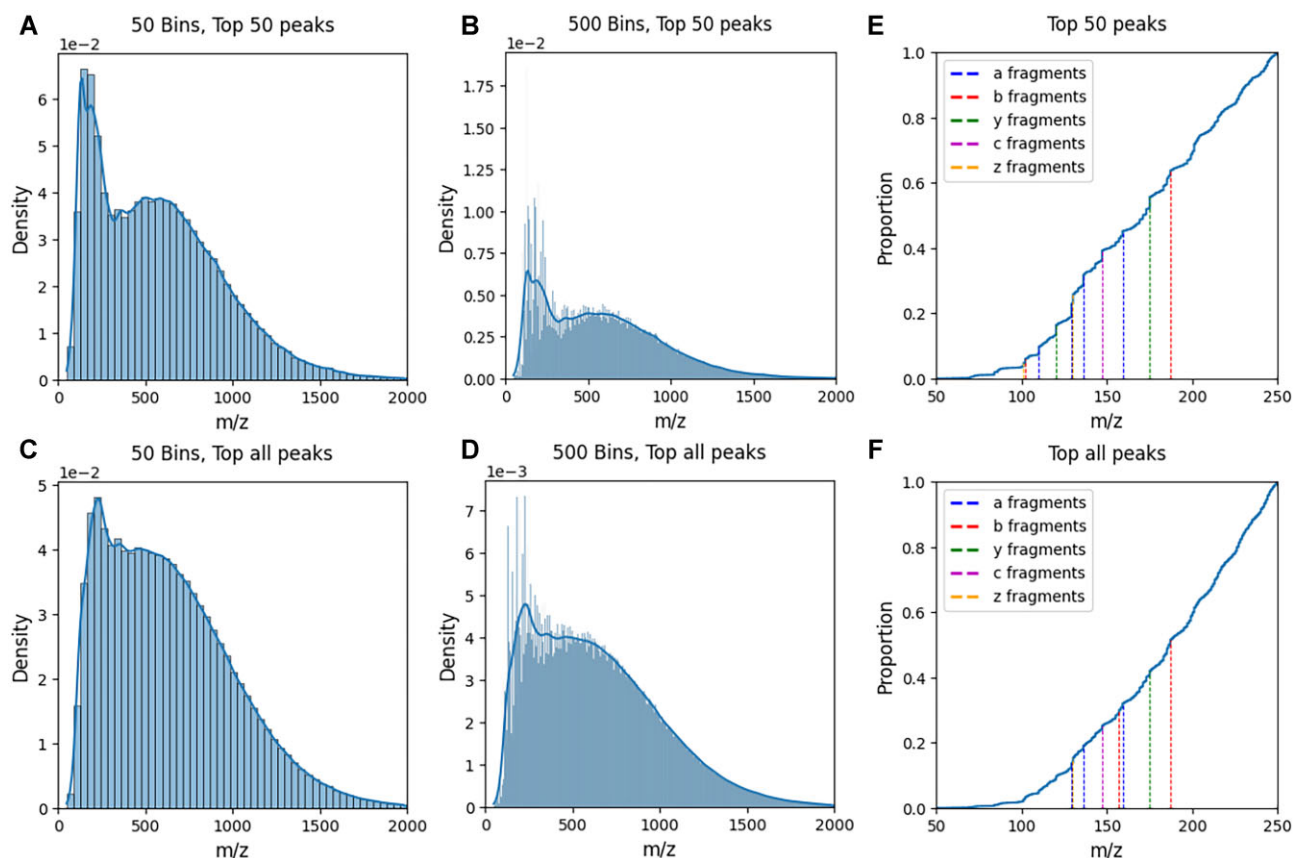 A
50 Bins, Top 50 peaks
1e−2
6
5
4
3
2
1
0
Density
0 500 1000 1500 2000
m/z
B
500 Bins, Top 50 peaks
1e−2
1.75
1.50
1.25
1.00
0.75
0.50
0.25
0.00
Density
0 500 1000 1500 2000
m/z
E
Top 50 peaks
1.0
0.8
0.6
0.4
0.2
0.0
Proportion
a fragments
b fragments
y fragments
c fragments
z fragments
50 100 150 200 250
m/z
C
50 Bins, Top all peaks
1e−2
5
4
3
2
1
0
Density
0 500 1000 1500 2000
m/z
D
500 Bins, Top all peaks
1e−3
7
6
5
4
3
2
1
0
Density
0 500 1000 1500 2000
m/z
F
Top all peaks
1.0
0.8
0.6
0.4
0.2
0.0
Proportion
a fragments
b fragments
y fragments
c fragments
z fragments
50 100 150 200 250
m/z